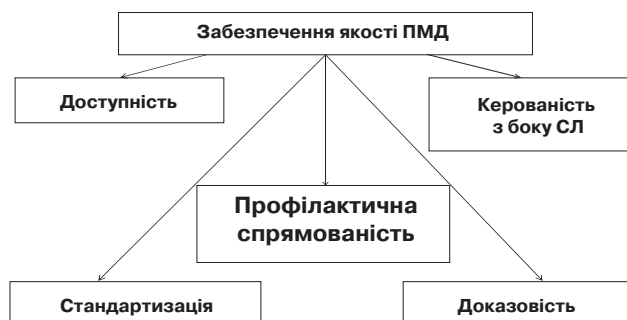 Забезпечення якості ПМД
Доступність
Керованість
з боку СЛ
Профілактична
спрямованість
Стандартизація
Доказовість